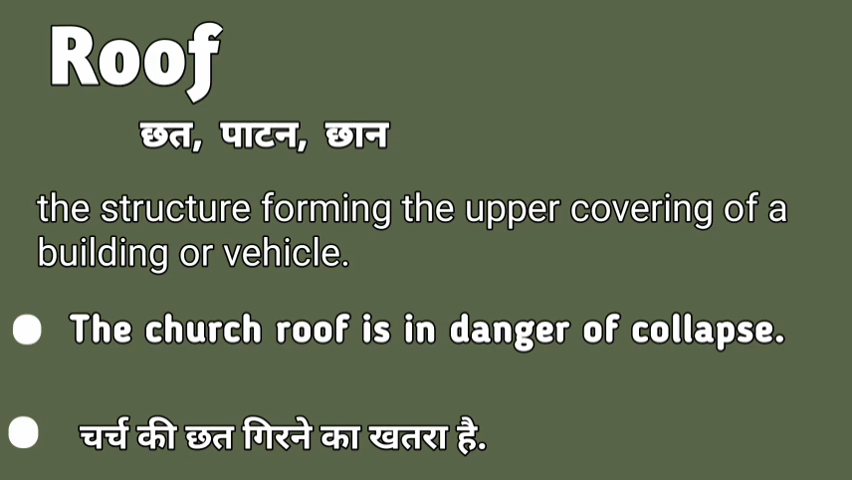 Roof
छत, पाटन, छान
the structure forming the upper covering of a
building or vehicle.
The church roof is in danger of collapse.
चर्च की छत गिरने का खतरा है.